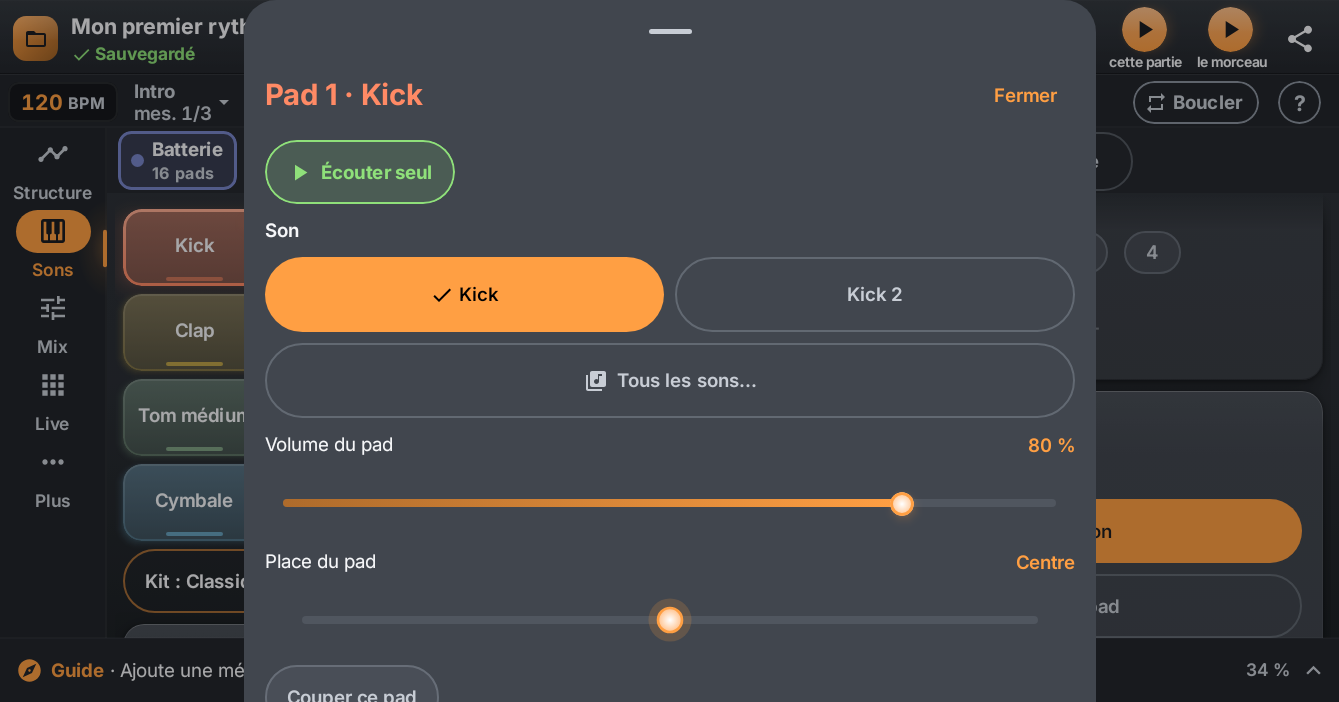 Mon premier ryth
Sauvegardé
cette partie
le morceau
120 BPM
Intro
mes. 1/3
Boucler
?
Structure
Sons
Mix
Live
Plus
Batterie
16 pads
Kick
Clap
Tom médium
Cymbale
Kit : Classic
4
on
pad
Pad 1 · Kick
Fermer
Écouter seul
Son
Kick
Kick 2
Tous les sons...
Volume du pad
80 %
Place du pad
Centre
Couper ce pad
Guide · Ajoute une mé
34 %